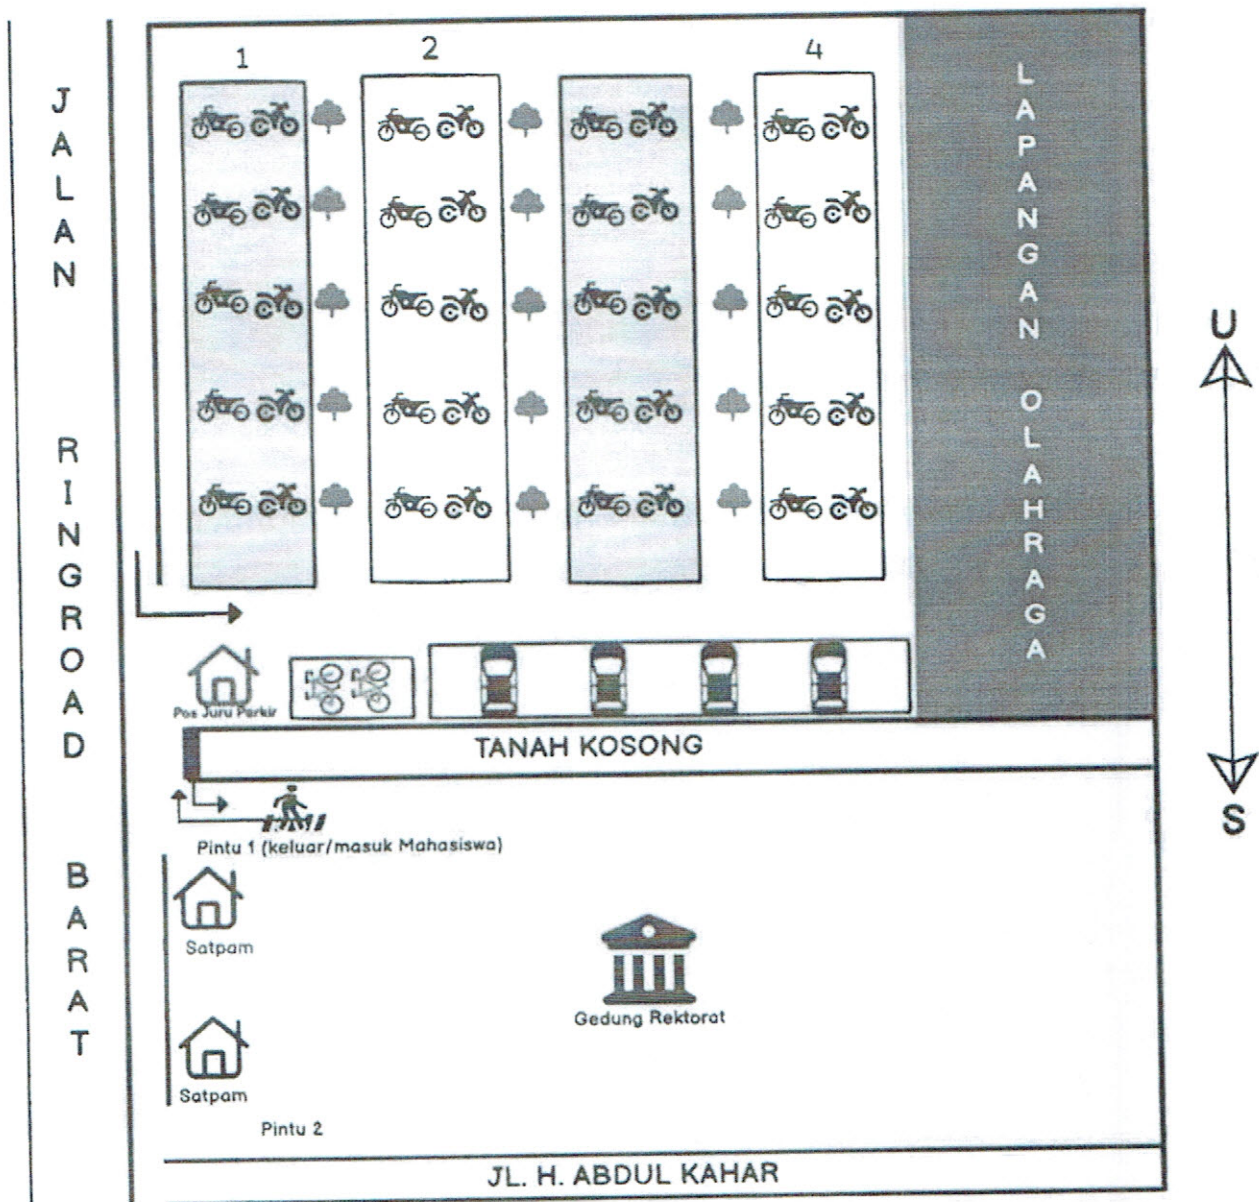 1
2
4
JALAN RINGROAD BARAT
LAPANGAN OLAHRAGA
U
S
Pos Juru Parkir
TANAH KOSONG
Pintu 1 (keluar/masuk Mahasiswa)
Satpam
Gedung Rektorat
Satpam
Pintu 2
JL. H. ABDUL KAHAR